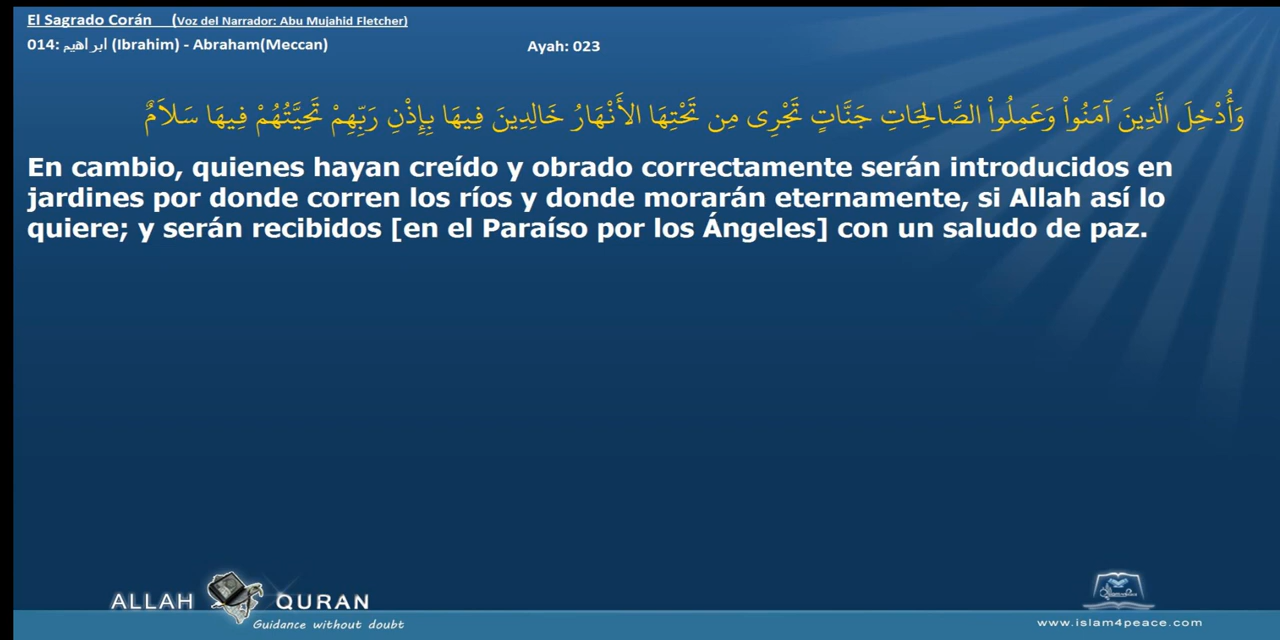 El Sagrado Corán (Voz del Narrador: Abu Mujahid Fletcher)
014: ابراهيم (Ibrahim) - Abraham(Meccan) Ayah: 023
وَأُدْخِلَ الَّذِينَ آمَنُواْ وَعَمِلُواْ الصَّالِحَاتِ جَنَّاتٍ تَجْرِى مِن تَحْتِهَا الأَنْهَارُ خَالِدِينَ فِيهَا بِإِذْنِ رَبِّهِمْ تَحِيَّتُهُمْ فِيهَا سَلاَمٌ
En cambio, quienes hayan creído y obrado correctamente serán introducidos en
jardines por donde corren los ríos y donde morarán eternamente, si Allah así lo
quiere; y serán recibidos [en el Paraíso por los Ángeles] con un saludo de paz.
ALLAH QURAN
Guidance without doubt
www.islam4peace.com